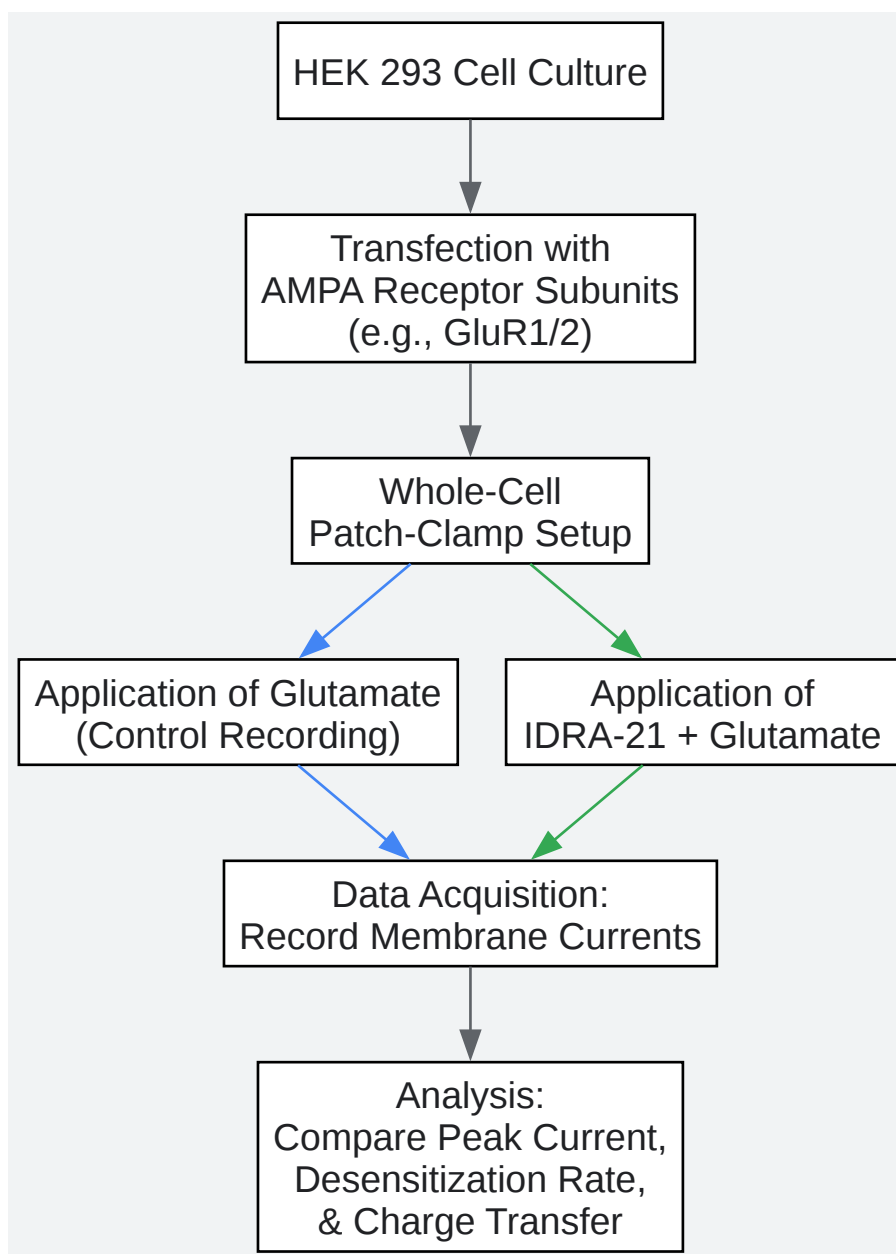 HEK 293 Cell Culture
Transfection with
AMPA Receptor Subunits
(e.g., GluR1/2)
Whole-Cell
Patch-Clamp Setup
Application of Glutamate
(Control Recording)
Application of
IDRA-21 + Glutamate
Data Acquisition:
Record Membrane Currents
Analysis:
Compare Peak Current,
Desensitization Rate,
& Charge Transfer